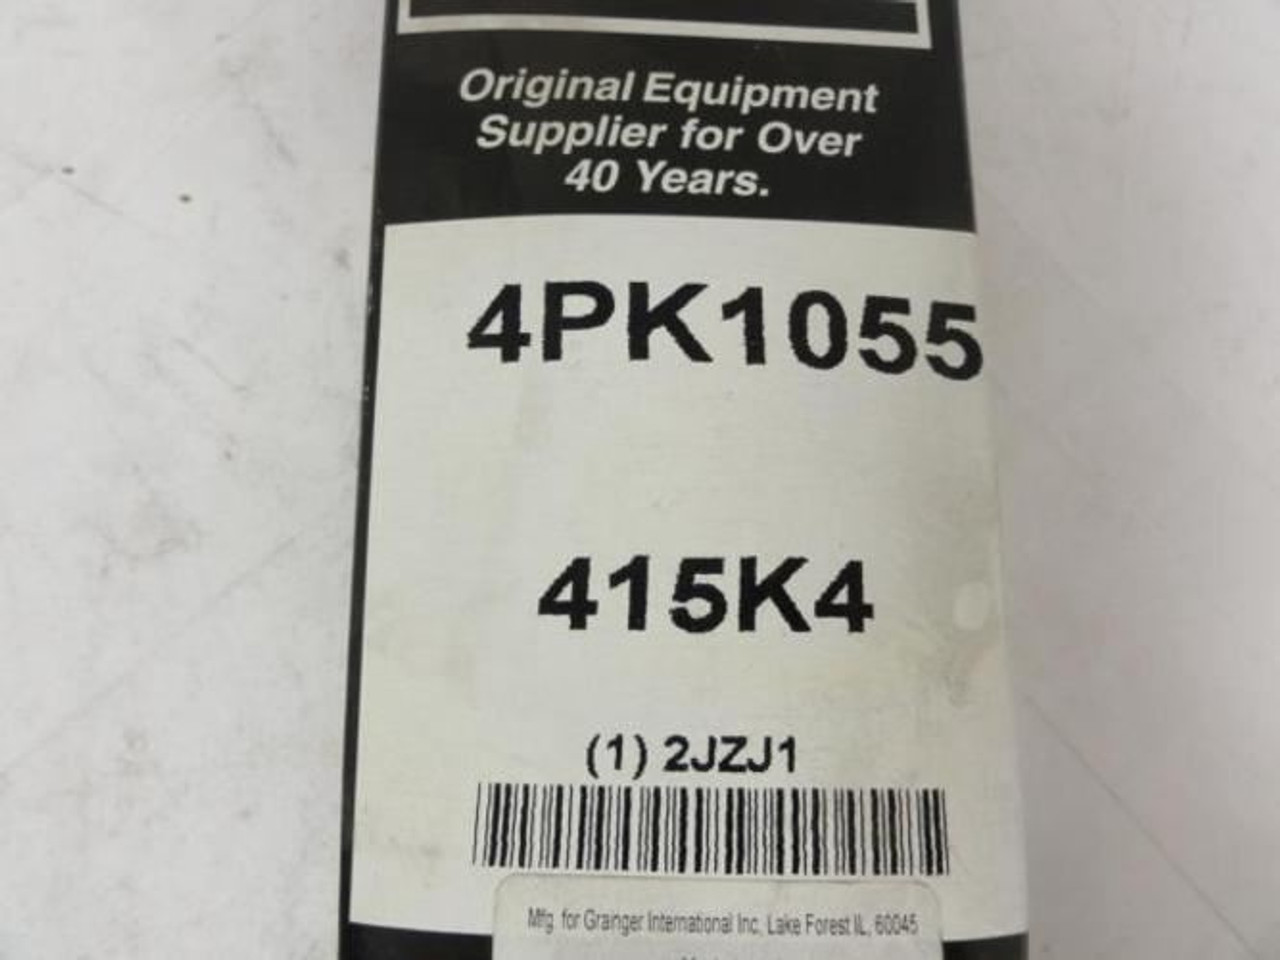 Original Equipment
Supplier for Over
40 Years.
4PK1055
415K4
(1) 2JZJ1
Mfg. for Grainger International Inc, Lake Forest IL, 60045